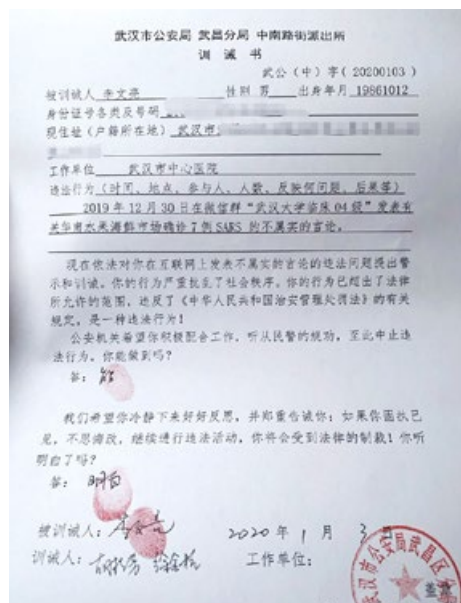 武汉市公安局 武昌分局 中南路街派出所
训 诫 书
武公（中）字（20200103）
被训诫人 李文亮 性别 男 出身年月 19861012
身份证号各类及号码
现住址（户籍所在地） 武汉市
工作单位 武汉市中心医院
违法行为（时间、地点、参与人、人数、反映何问题、后果等）
2019年12月30日在微信群“武汉大学临床04级”发表有
关华南水果海鲜市场确诊7例SARS的不属实的言论。
现在依法对你在互联网上发表不属实的言论的违法问题提出警
示和训诫。你的行为严重扰乱了社会秩序。你的行为已超出了法律
所允许的范围，违反了《中华人民共和国治安管理处罚法》的有关
规定，是一种违法行为！
公安机关希望你积极配合工作，听从民警的规劝，至此中止违
法行为。你能做到吗？
答：能
我们希望你冷静下来好好反思，并郑重告诫你：如果你固执己
见，不思悔改，继续进行违法活动，你将会受到法律的制裁！你听
明白了吗？
答：明白
被训诫人：李文亮 2020年1月3日
训诫人： 工作单位：
武汉市公安局武昌区分
盖章